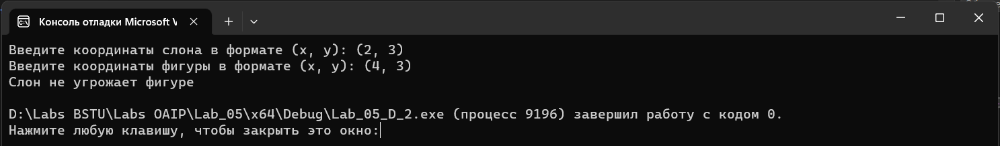 Консоль отладки Microsoft V
Введите координаты слона в формате (x, y): (2, 3)
Введите координаты фигуры в формате (x, y): (4, 3)
Слон не угрожает фигуре
D:\Labs BSTU\Labs OAIP\Lab_05\x64\Debug\Lab_05_D_2.exe (процесс 9196) завершил работу с кодом 0.
Нажмите любую клавишу, чтобы закрыть это окно: